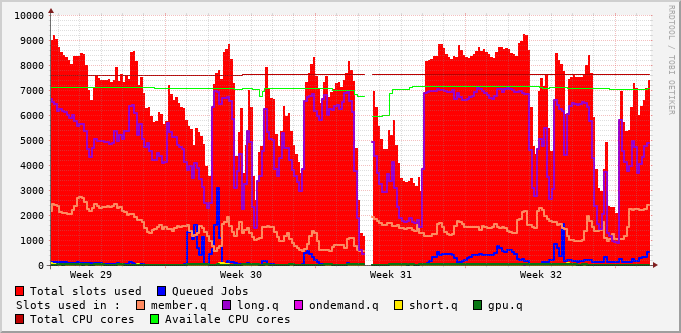 10000
9000
8000
7000
6000
5000
4000
3000
2000
1000
0
Week 29 Week 30 Week 31 Week 32
Total slots used Queued Jobs
Slots used in : member.q long.q ondemand.q short.q gpu.q
Total CPU cores Availale CPU cores
RRDTOOL / TOBI OETIKER